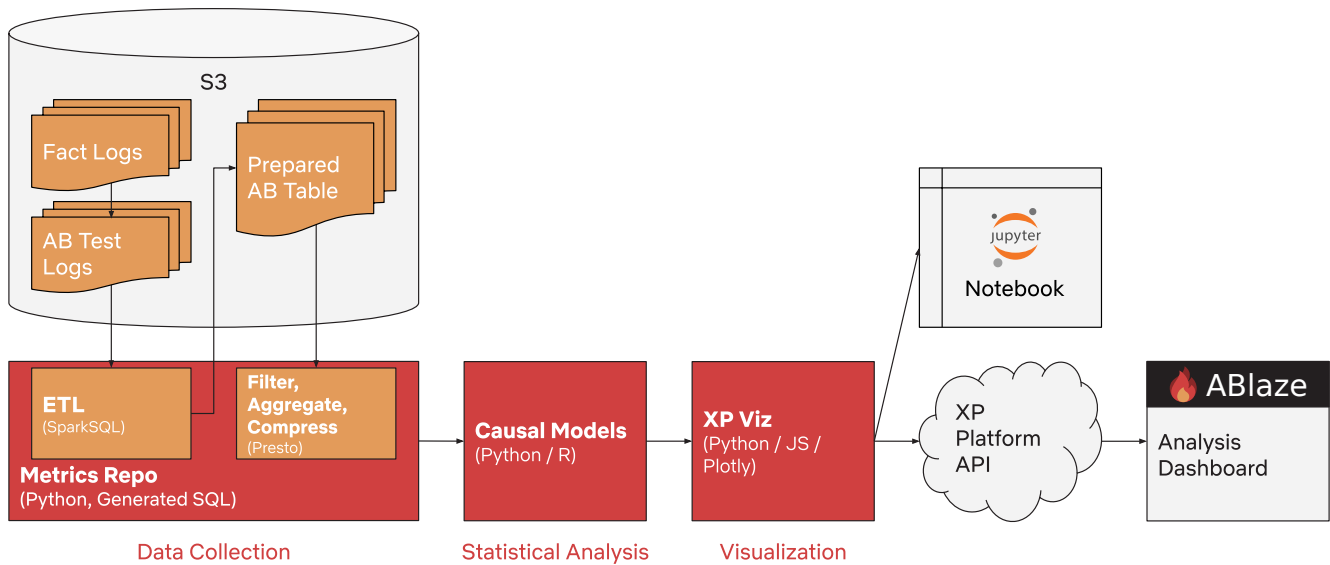 S3
Fact Logs
AB Test
Logs
Prepared
AB Table
ETL
(SparkSQL)
Filter,
Aggregate,
Compress
(Presto)
Metrics Repo
(Python, Generated SQL)
Causal Models
(Python / R)
XP Viz
(Python / JS /
Plotly)
jupyter
Notebook
XP
Platform
API
ABlaze
Analysis
Dashboard
Data Collection
Statistical Analysis
Visualization